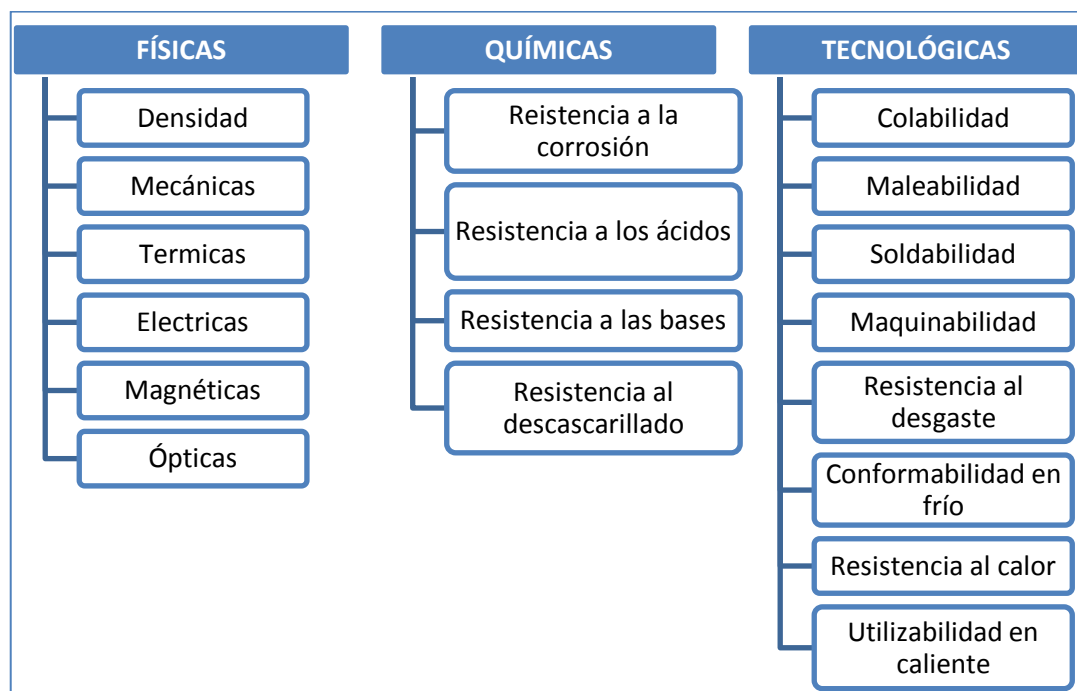 FÍSICAS
Densidad
Mecánicas
Termicas
Electricas
Magnéticas
Ópticas
QUÍMICAS
Reistencia a la
corrosión
Resistencia a los ácidos
Resistencia a las bases
Resistencia al
descascarillado
TECNOLÓGICAS
Colabilidad
Maleabilidad
Soldabilidad
Maquinabilidad
Resistencia al
desgaste
Conformabilidad en
frío
Resistencia al calor
Utilizabilidad en
caliente